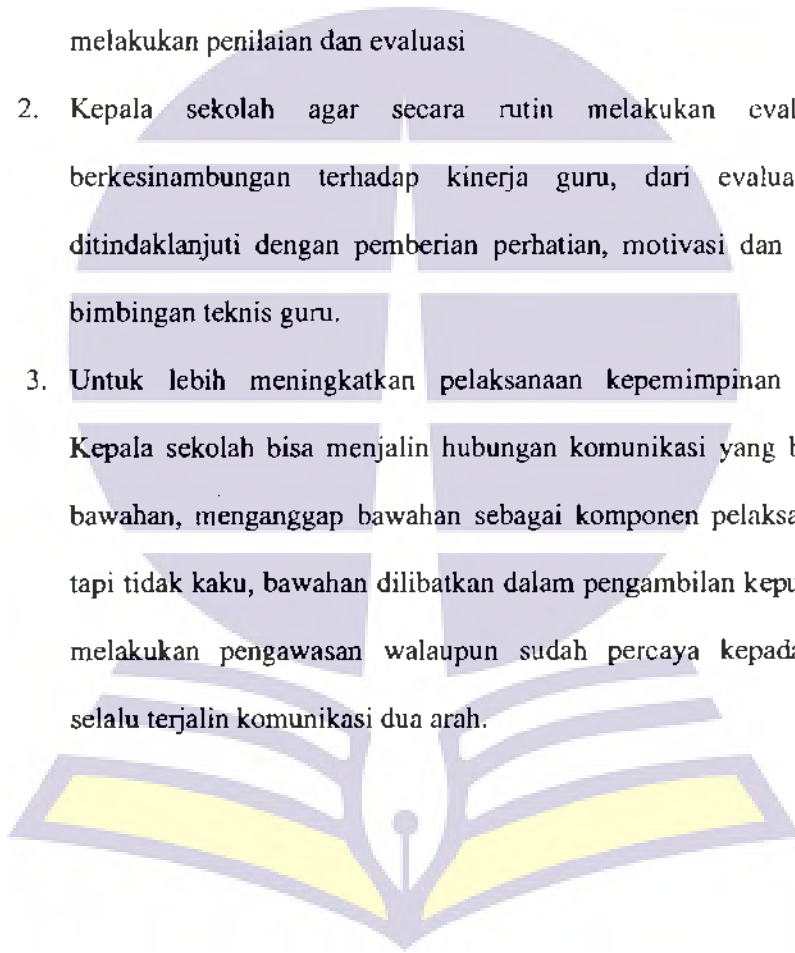 melakukan penilaian dan evaluasi
2. Kepala sekolah agar secara rutin melakukan eval
berkesinambungan terhadap kinerja guru, dari evalua
ditindaklanjuti dengan pemberian perhatian, motivasi dan
bimbingan teknis guru.
3. Untuk lebih meningkatkan pelaksanaan kepemimpinan
Kepala sekolah bisa menjalin hubungan komunikasi yang b
bawahan, menganggap bawahan sebagai komponen pelaksa
tapi tidak kaku, bawahan dilibatkan dalam pengambilan kepu
melakukan pengawasan walaupun sudah percaya kepada
selalu terjalin komunikasi dua arah.